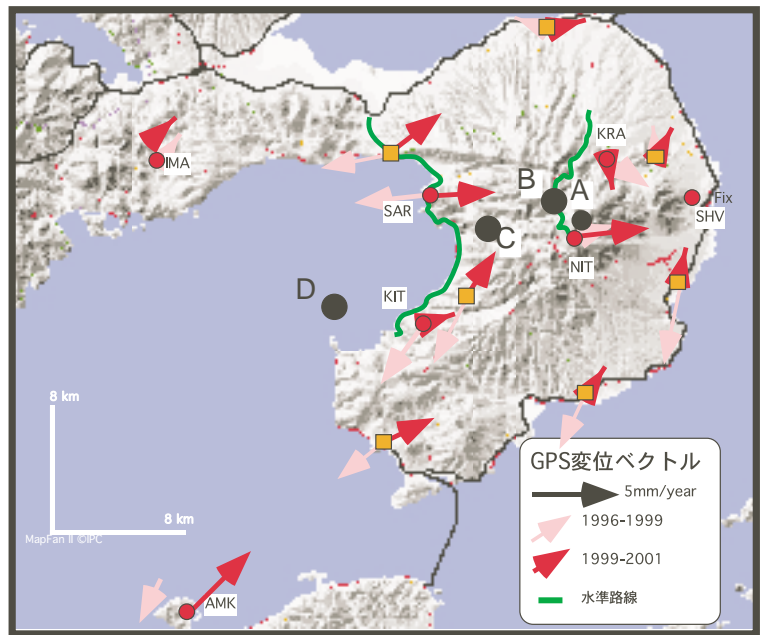 KRA
IMA
B
A
Fix
SHV
SAR
C
NIT
D
KIT
8 km
8 km
MapFan II ©IPC
AMK
GPS変位ベクトル
5mm/year
1996-1999
1999-2001
水準路線